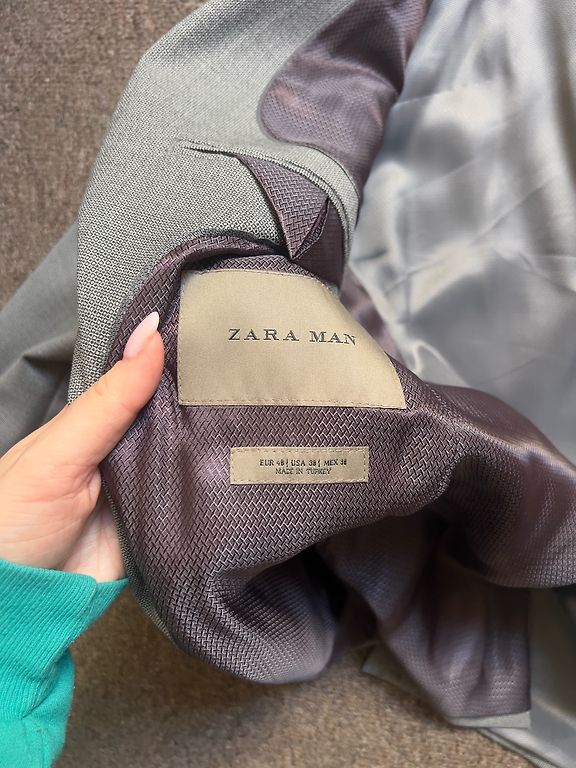 ZARA MAN
EUR 48 | USA 38 | MEX 38
MADE IN TURKEY